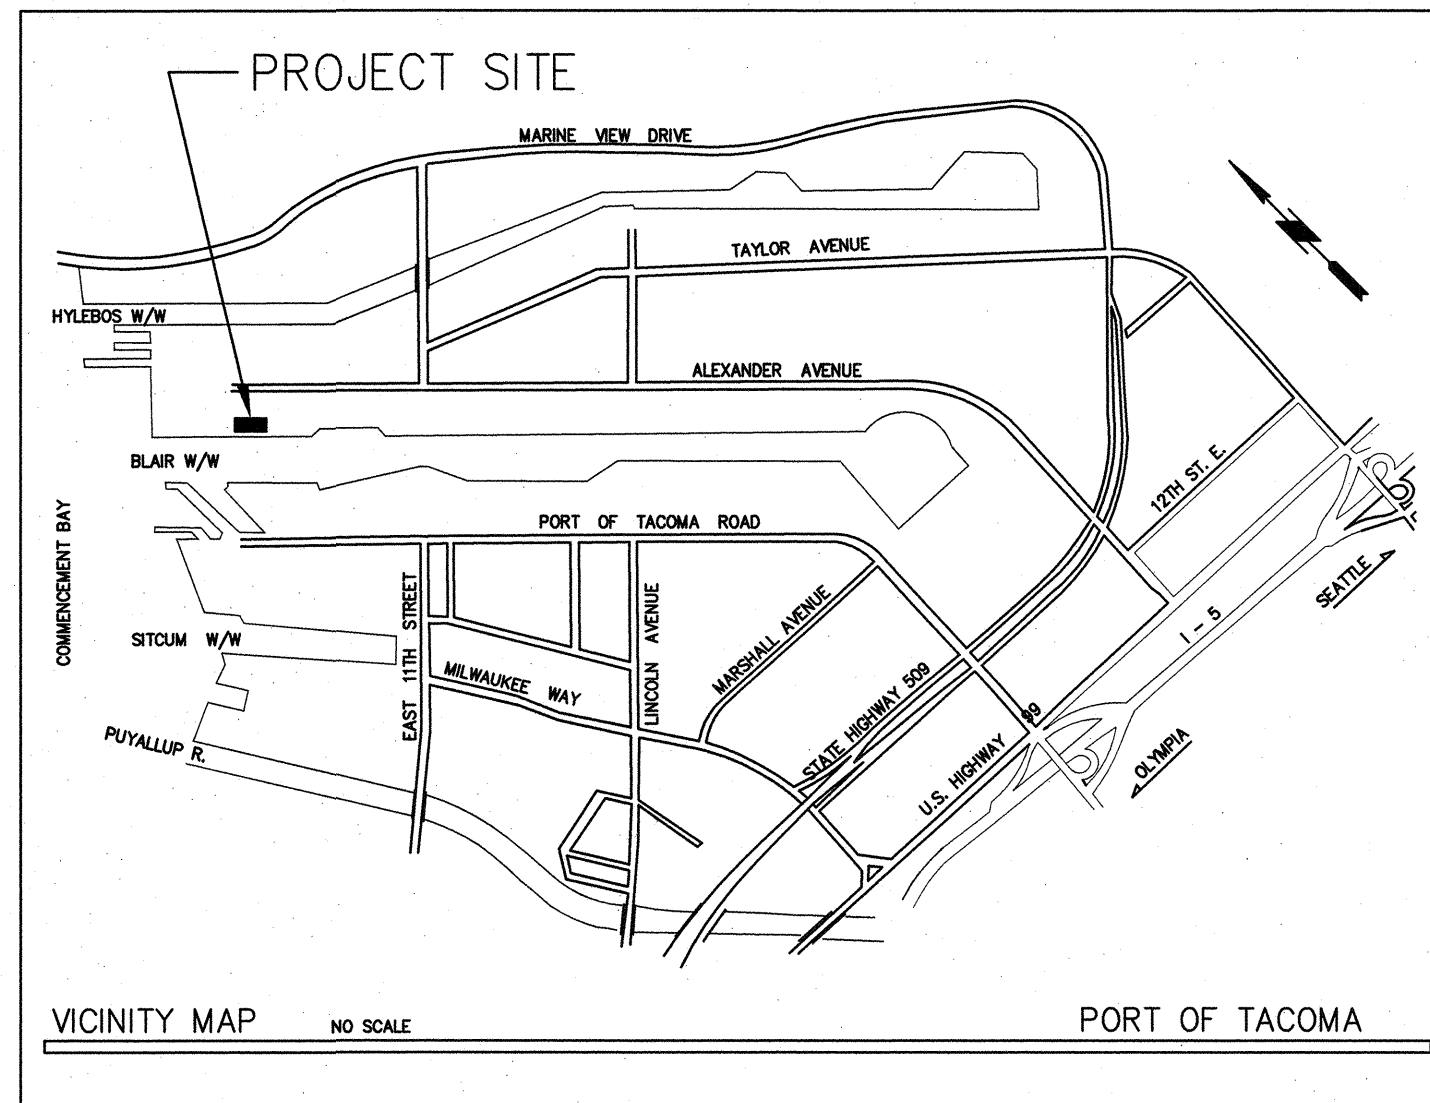 PROJECT SITE
MARINE VIEW DRIVE
TAYLOR AVENUE
HYLEBOS W/W
ALEXANDER AVENUE
BLAIR W/W
12TH ST. E.
COMMENCEMENT BAY
PORT OF TACOMA ROAD
SEATTLE
EAST 11TH STREET
LINCOLN AVENUE
MARSHALL AVENUE
I - 5
SITCUM W/W
MILWAUKEE WAY
STATE HIGHWAY 509
U.S. HIGHWAY 99
PUYALLUP R.
OLYMPIA
VICINITY MAP NO SCALE PORT OF TACOMA